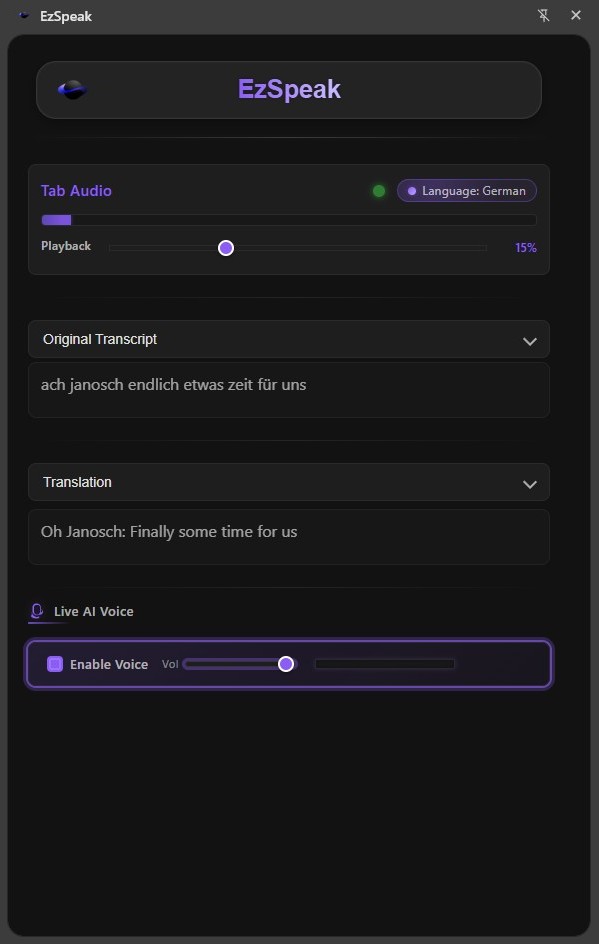 EzSpeak
EzSpeak
Tab Audio
Language: German
Playback
15%
Original Transcript
ach janosch endlich etwas zeit für uns
Translation
Oh Janosch: Finally some time for us
Live AI Voice
Enable Voice
Vol